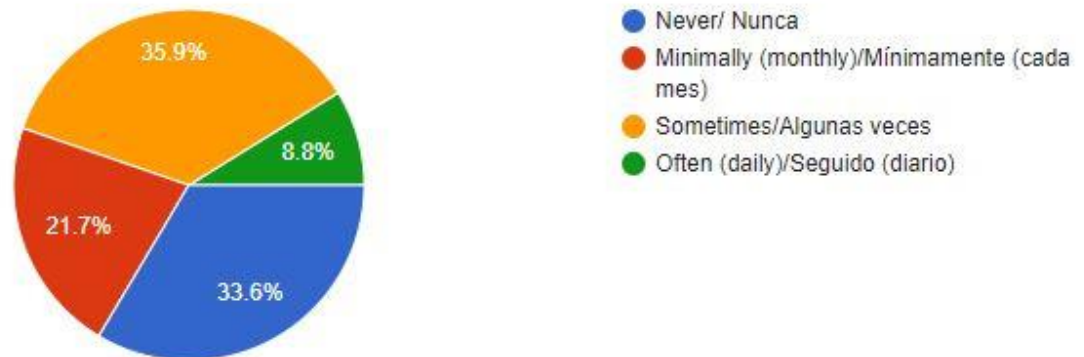 35.9%
8.8%
21.7%
33.6%
Never/ Nunca
Minimally (monthly)/Mínimamente (cada
mes)
Sometimes/Algunas veces
Often (daily)/Seguido (diario)